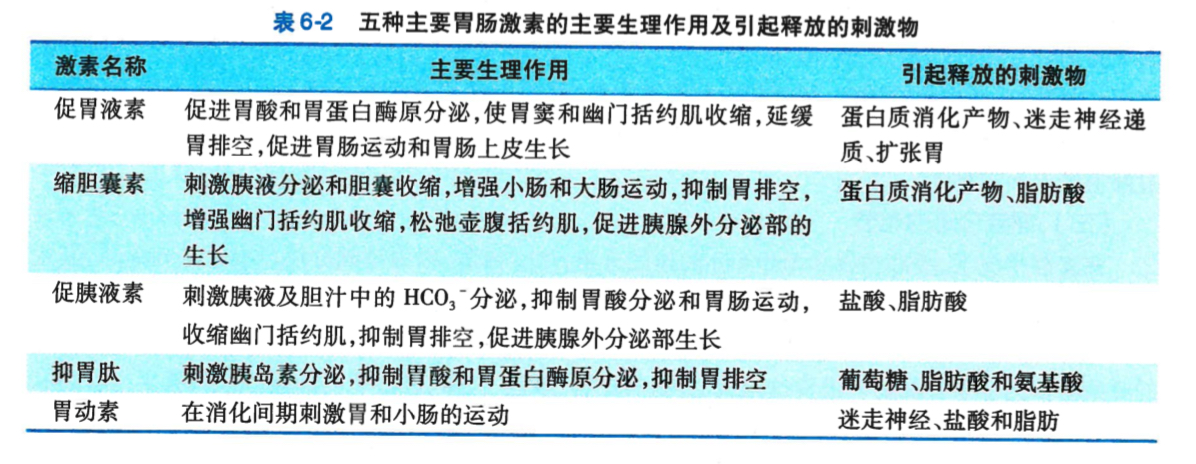 表6-2 五种主要胃肠激素的主要生理作用及引起释放的刺激物
激素名称 主要生理作用 引起释放的刺激物
促胃液素 促进胃酸和胃蛋白酶原分泌,使胃窦和幽门括约肌收缩,延缓 蛋白质消化产物、迷走神经递
胃排空,促进胃肠运动和胃肠上皮生长 质、扩张胃
缩胆囊素 刺激胰液分泌和胆囊收缩,增强小肠和大肠运动,抑制胃排空, 蛋白质消化产物、脂肪酸
增强幽门括约肌收缩,松弛壶腹括约肌,促进胰腺外分泌部的
生长
促胰液素 刺激胰液及胆汁中的 HCO₃⁻分泌,抑制胃酸分泌和胃肠运动, 盐酸、脂肪酸
收缩幽门括约肌,抑制胃排空,促进胰腺外分泌部生长
抑胃肽 刺激胰岛素分泌,抑制胃酸和胃蛋白酶原分泌,抑制胃排空 葡萄糖、脂肪酸和氨基酸
胃动素 在消化间期刺激胃和小肠的运动 迷走神经、盐酸和脂肪